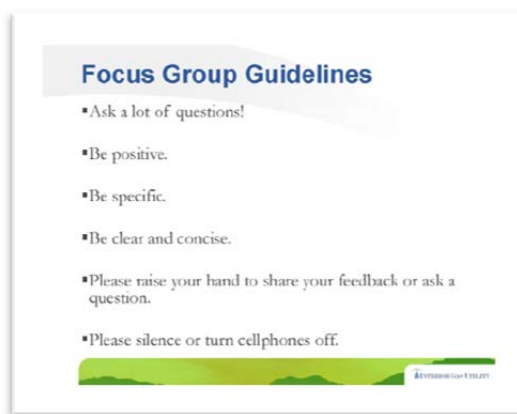 Focus Group Guidelines
▪Ask a lot of questions!
▪Be positive.
▪Be specific.
▪Be clear and concise.
▪Please raise your hand to share your feedback or ask a
question.
▪Please silence or turn cellphones off.